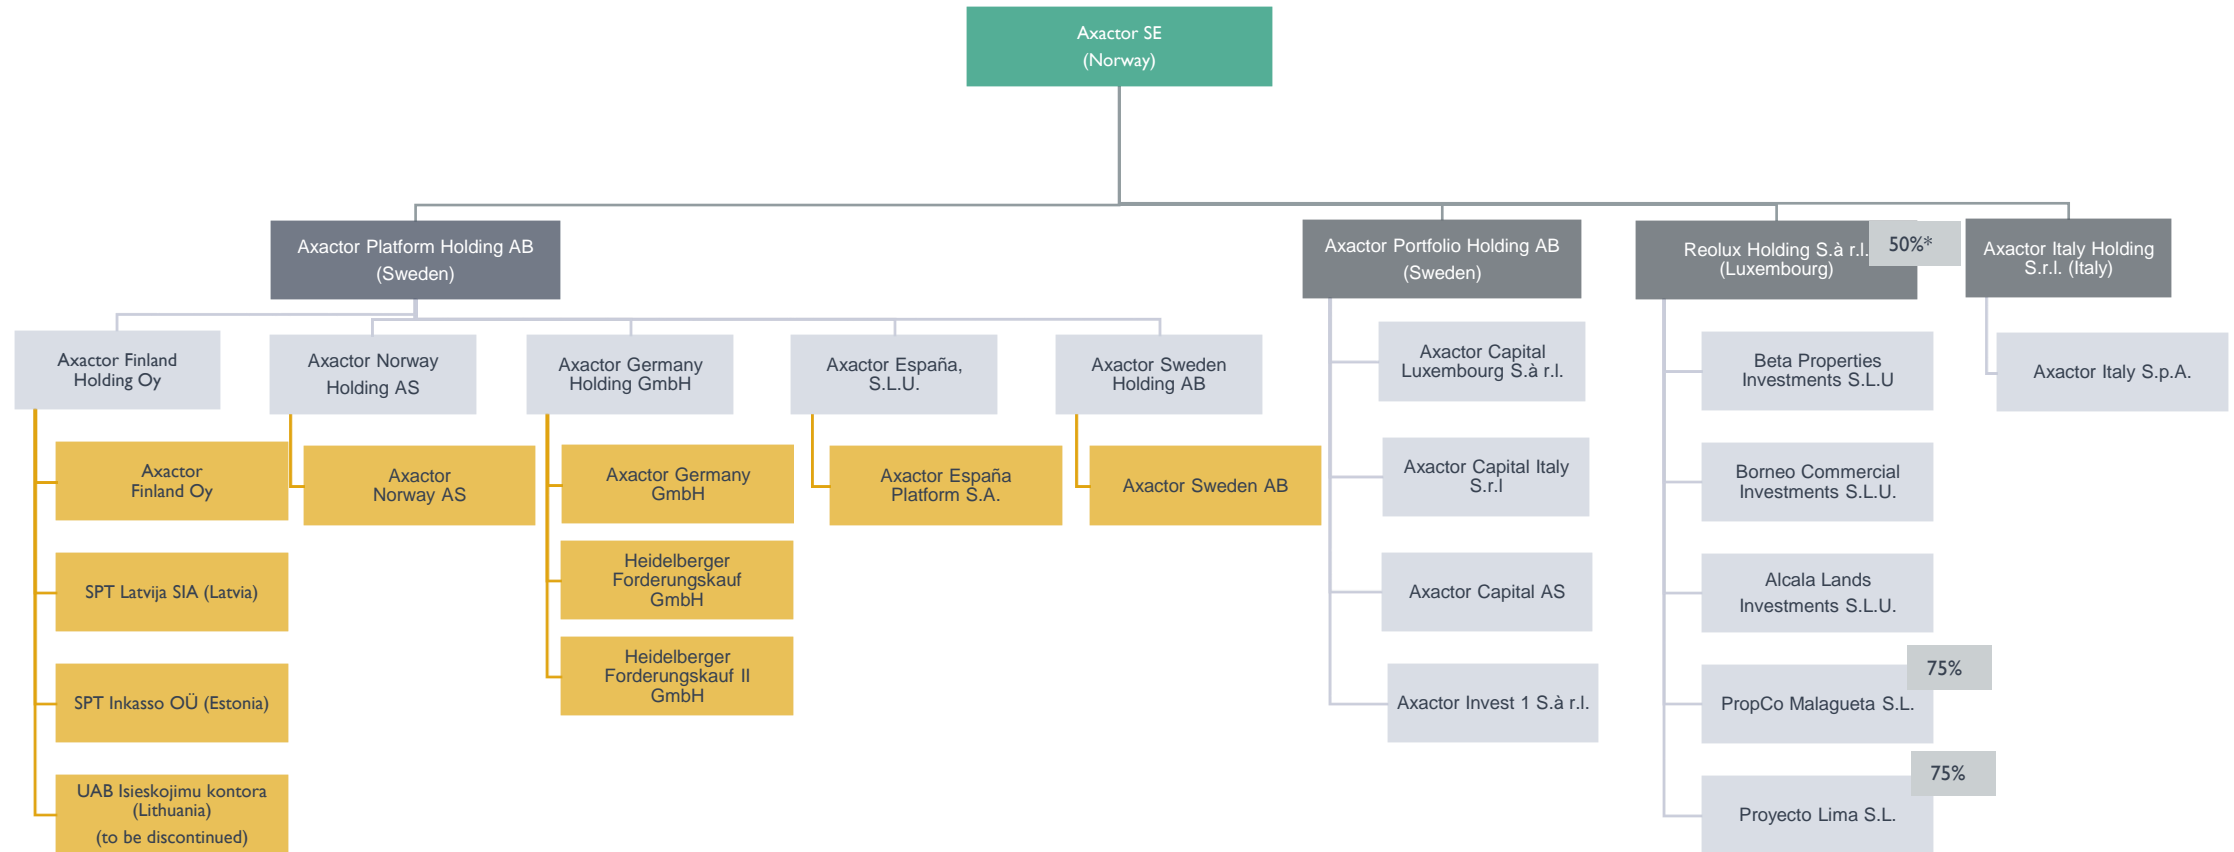 Axactor SE
(Norway)
Axactor Platform Holding AB
(Sweden)
Axactor Portfolio Holding AB
(Sweden)
Reolux Holding S.à r.l.
(Luxembourg)
50%*
Axactor Italy Holding
S.r.l. (Italy)
Axactor Finland
Holding Oy
Axactor Norway
Holding AS
Axactor Germany
Holding GmbH
Axactor España,
S.L.U.
Axactor Sweden
Holding AB
Axactor
Finland Oy
SPT Latvija SIA (Latvia)
SPT Inkasso OÜ (Estonia)
UAB Isieskojimu kontora
(Lithuania)
(to be discontinued)
Axactor
Norway AS
Axactor Germany
GmbH
Heidelberger
Forderungskauf
GmbH
Heidelberger
Forderungskauf II
GmbH
Axactor España
Platform S.A.
Axactor Sweden AB
Axactor Capital
Luxembourg S.à r.l.
Axactor Capital Italy
S.r.l
Axactor Capital AS
Axactor Invest 1 S.à r.l.
Beta Properties
Investments S.L.U
Borneo Commercial
Investments S.L.U.
Alcala Lands
Investments S.L.U.
75%
PropCo Malagueta S.L.
75%
Proyecto Lima S.L.
Axactor Italy S.p.A.